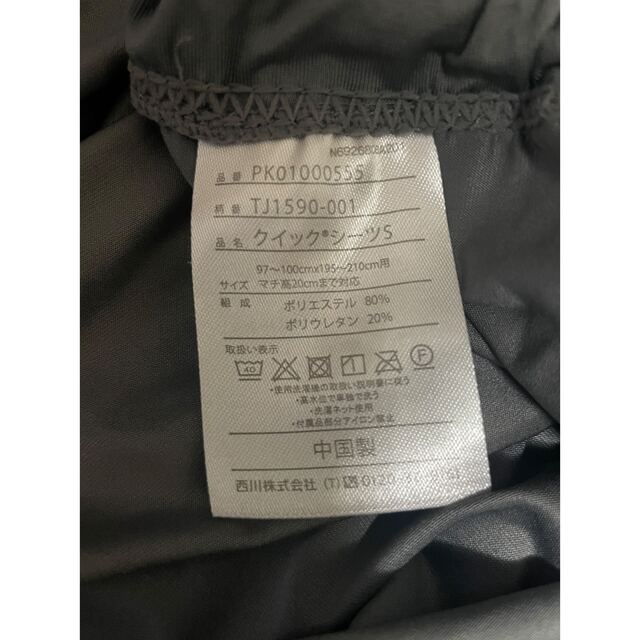 N692682A201
品番 PK01000555
柄番 TJ1590-001
品名 クイック®シーツS
97～100cmx195～210cm用
サイズ マチ高20cmまで対応
組成 ポリエステル 80%
ポリウレタン 20%
取扱い表示
40 F
・使用洗濯機の取扱い説明書に従う
・高水位で単独で洗う
・洗濯ネット使用
・付属品部分アイロン禁止
中国製
西川株式会社 (T) 0120